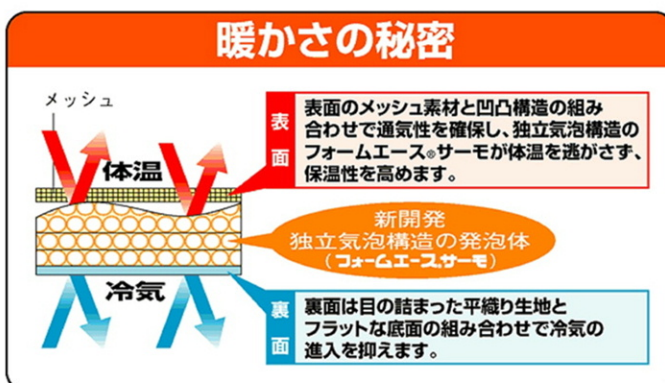 暖かさの秘密
メッシュ
体温
冷気
表面
表面のメッシュ素材と凹凸構造の組み
合わせで通気性を確保し、独立気泡構造の
フォームエース®サーモが体温を逃がさず、
保温性を高めます。
新開発
独立気泡構造の発泡体
(フォームエース®サーモ)
裏面
裏面は目の詰まった平織り生地と
フラットな底面の組み合わせで冷気の
進入を抑えます。